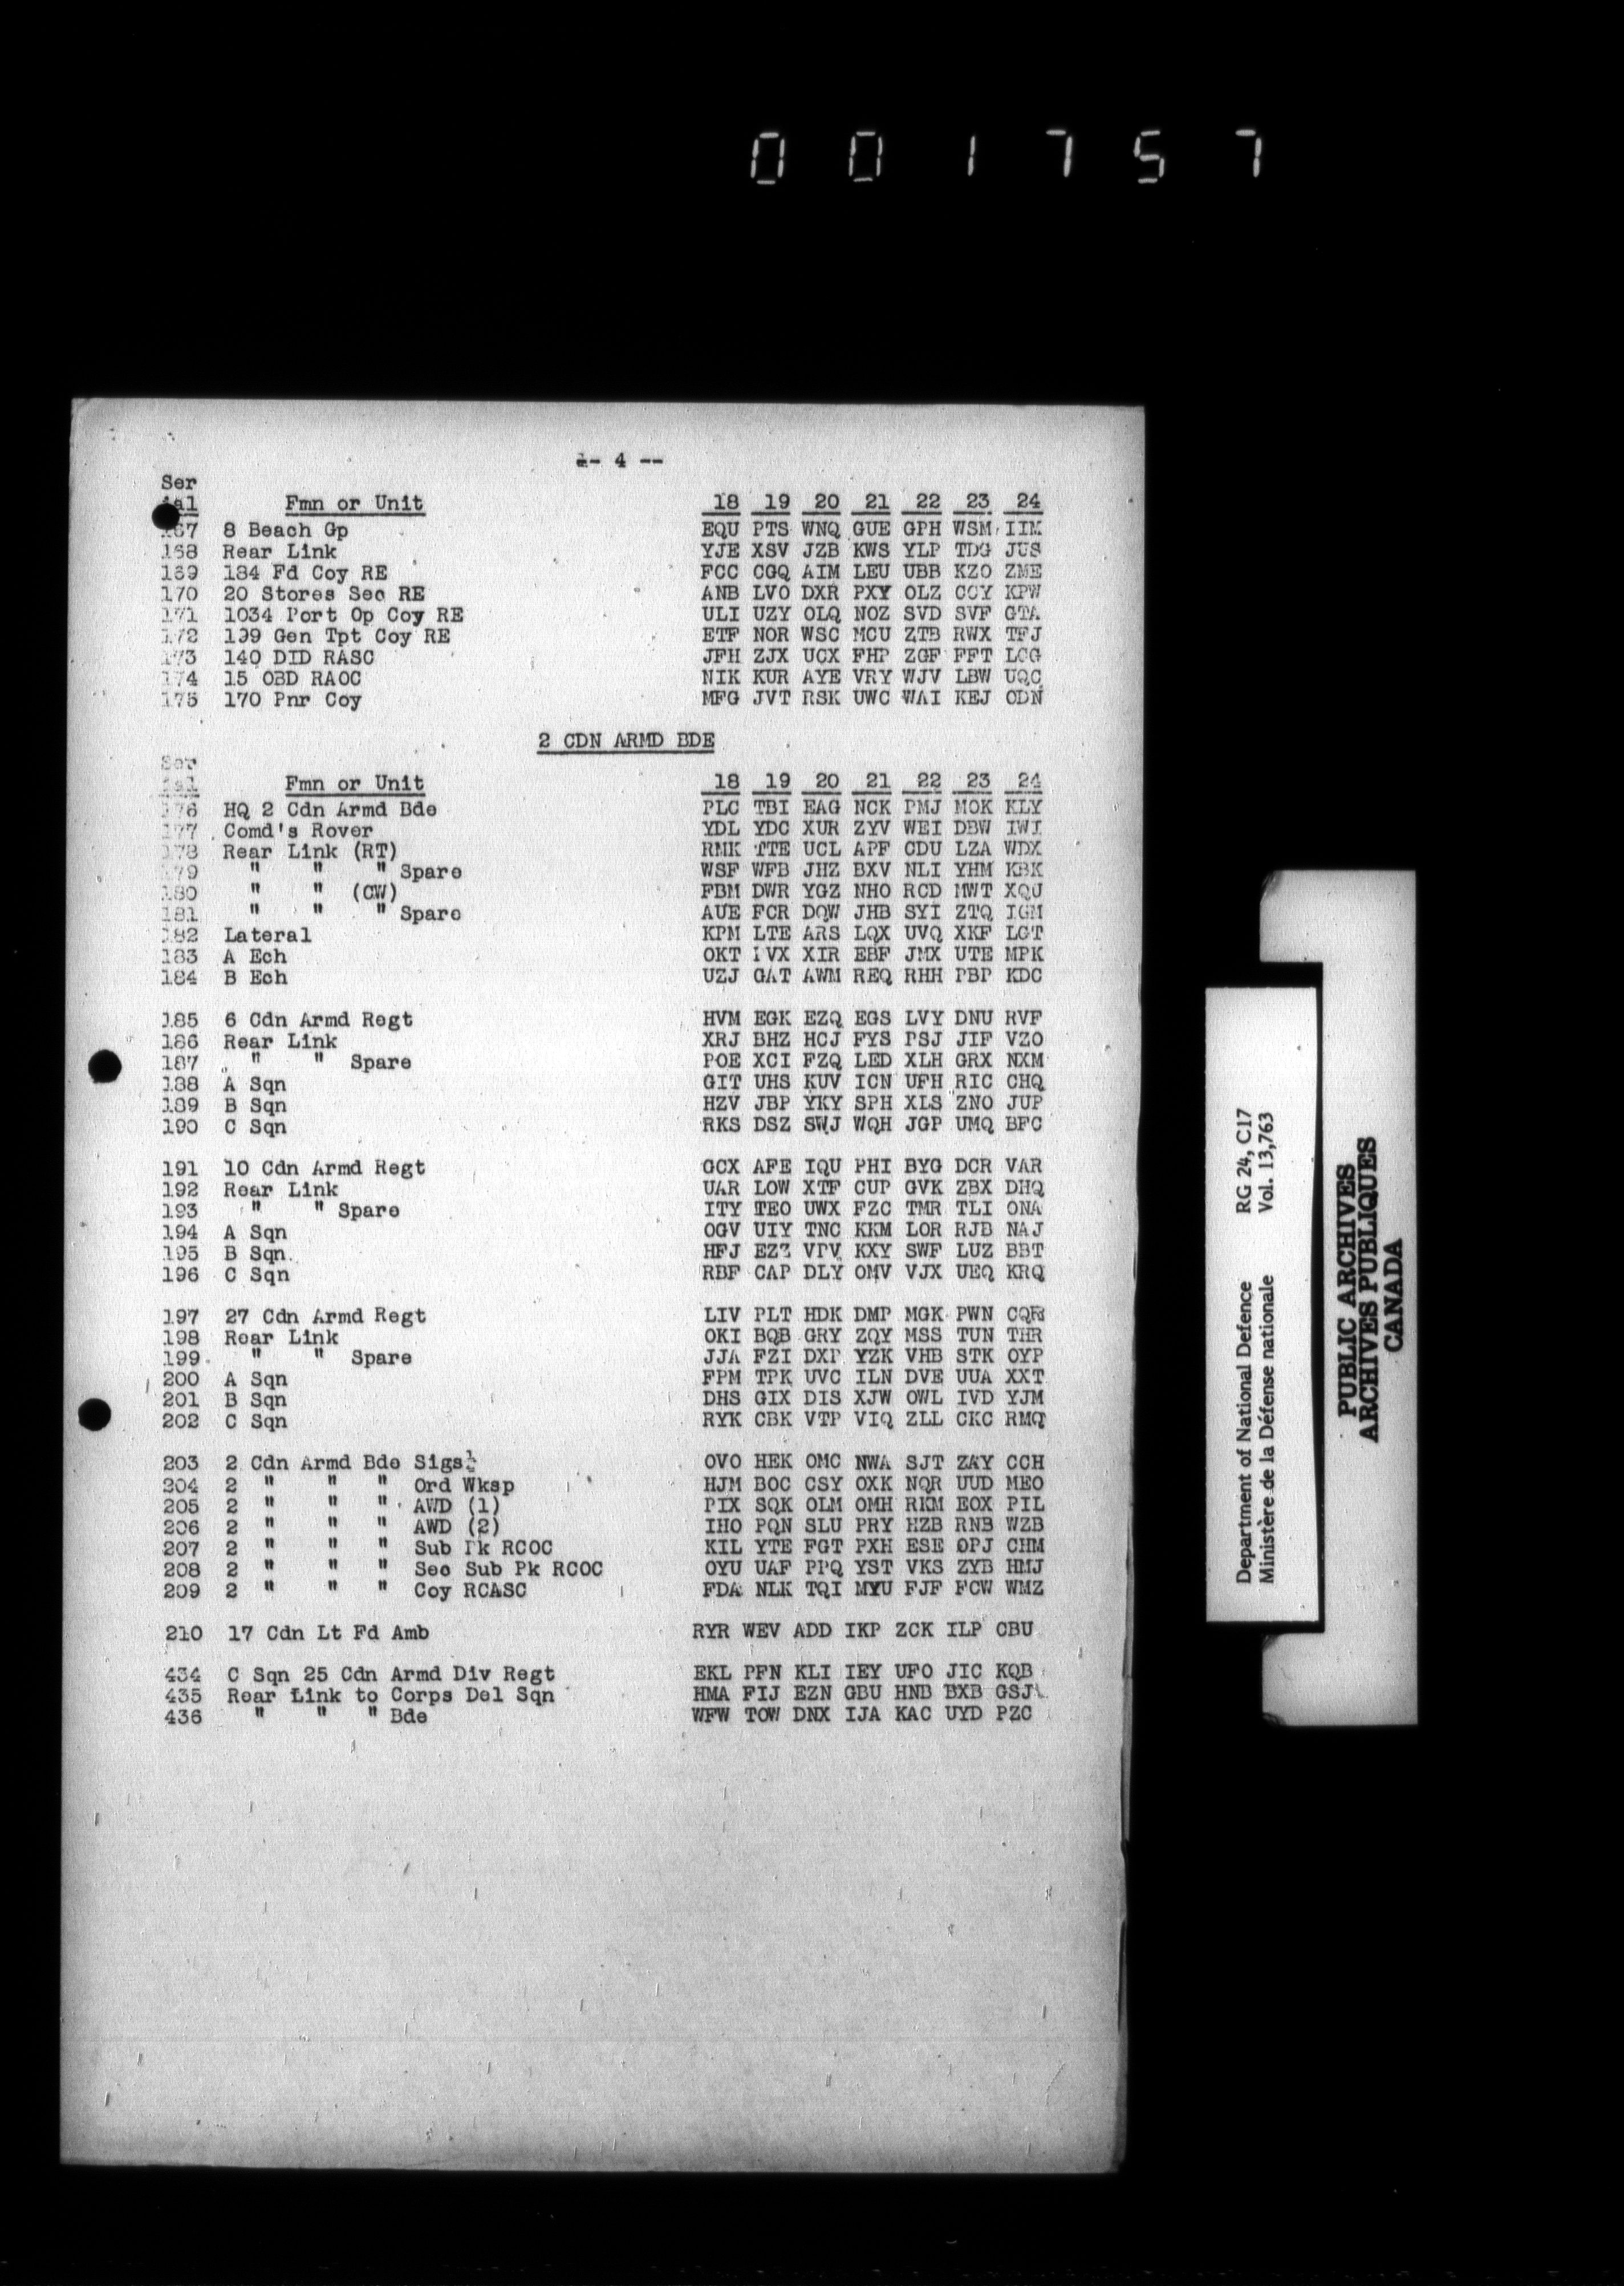 001757
-- 4 --
Ser
ial Fmn or Unit 18 19 20 21 22 23 24
167 8 Beach Gp EQU PTS WNQ GUE GPH WSM IIM
168 Rear Link YJE XSV JZB KWS YLP TDG JUS
169 184 Fd Coy RE FCC CGQ AIM LEU UBB KZO ZME
170 20 Stores Sec RE ANB LVO DXR PXY OLZ CCY KPW
171 1034 Port Op Coy RE ULI UZY OLQ NOZ SVD SVF GTA
172 139 Gen Tpt Coy RE ETF NOR WSC MCU ZTB RWX TFJ
173 140 DID RASC JFH ZJX UCX FHP ZGF FFT LCG
174 15 OBD RAOC NIK KUR AYE VRY WJV LBW UQC
175 170 Pnr Coy MFG JVT RSK UWC WAI KEJ ODN
2 CDN ARMD BDE
Ser
ial Fmn or Unit 18 19 20 21 22 23 24
176 HQ 2 Cdn Armd Bde PLC TBI EAG NCK PMJ MOK KLY
177 Comd's Rover YDL YDC XUR ZYV WEI DBW IWI
178 Rear Link (RT) RMK TTE UCL APF CDU LZA WDX
179 " " " Spare WSF WFB JHZ BXV NLI YHM KBK
180 " " (CW) FBM DWR YGZ NHO RCD MWT XQJ
181 " " " Spare AUE FCR DQW JHB SYI ZTQ IGM
182 Lateral KPM LTE ARS LQX UVQ XKF LGT
183 A Ech OKT VX XIR EBF JMX UTE MPK
184 B Ech UZJ GAT AWM REQ RHH PBP KDC
185 6 Cdn Armd Regt HVM EGK EZQ EGS LVY DNU RVF
186 Rear Link XRJ BHZ HCJ FYS PSJ JIF VZO
187 " " Spare POE XCI FZQ LED XLH GRX NXM
188 A Sqn GIT UHS KUV ICN UFH RIC CHQ
189 B Sqn HZV JBP YKY SPH XLS ZNO JUP
190 C Sqn RKS DSZ SWJ WQH JGP UMQ BFC
191 10 Cdn Armd Regt GCX AFE IQU PHI BYG DCR VAR
192 Rear Link UAR LOW XTF CUP GVK ZBX DHQ
193 " " Spare ITY TEO UWX FZC TMR TLI ONA
194 A Sqn OGV UIY TNC KKM LOR RJB NAJ
195 B Sqn HFJ EZZ VPV KXY SWF LUZ BBT
196 C Sqn RBF CAP DLY OMV VJX UEQ KRQ
197 27 Cdn Armd Regt LIV PLT HDK DMP MGK PWN CQR
198 Rear Link OKI BQB GRY ZQY MSS TUN THR
199 " " Spare JJA FZI DXP YZK VHB STK OYP
200 A Sqn FPM TPK UVC ILN DVE UUA XXT
201 B Sqn DHS GIX DIS XJW OWL IVD YJM
202 C Sqn RYK CBK VTP VIQ ZLL CKC RMQ
203 2 Cdn Armd Bde Sigs OVO HEK OMC NWA SJT ZAY CCH
204 2 " " " Ord Wksp HJM BOC CSY OXK NQR UUD MEO
205 2 " " " AWD (1) PIX SQK OLM OMH RKM EOX PIL
206 2 " " " AWD (2) IHO PQN SLU PRY HZB RNB WZB
207 2 " " " Sub Pk RCOC KIL YTE FGT PXH ESE OPJ CHM
208 2 " " " Sec Sub Pk RCOC OYU UAF PPQ YST VKS ZYB HMJ
209 2 " " " Coy RCASC FDA NLK TQI MYU FJF FCW WMZ
210 17 Cdn Lt Fd Amb RYR WEV ADD IKP ZCK ILP CBU
434 C Sqn 25 Cdn Armd Div Regt EKL PFN KLI IEY UFO JIC KQB
435 Rear Link to Corps Del Sqn HMA FIJ EZN GBU HNB BXB GSJ
436 " " " Bde WFW TOW DNX IJA KAC UYD PZC
Department of National Defence RG 24, C17
Ministère de la Défense nationale Vol. 13,763
PUBLIC ARCHIVES
ARCHIVES PUBLIQUES
CANADA